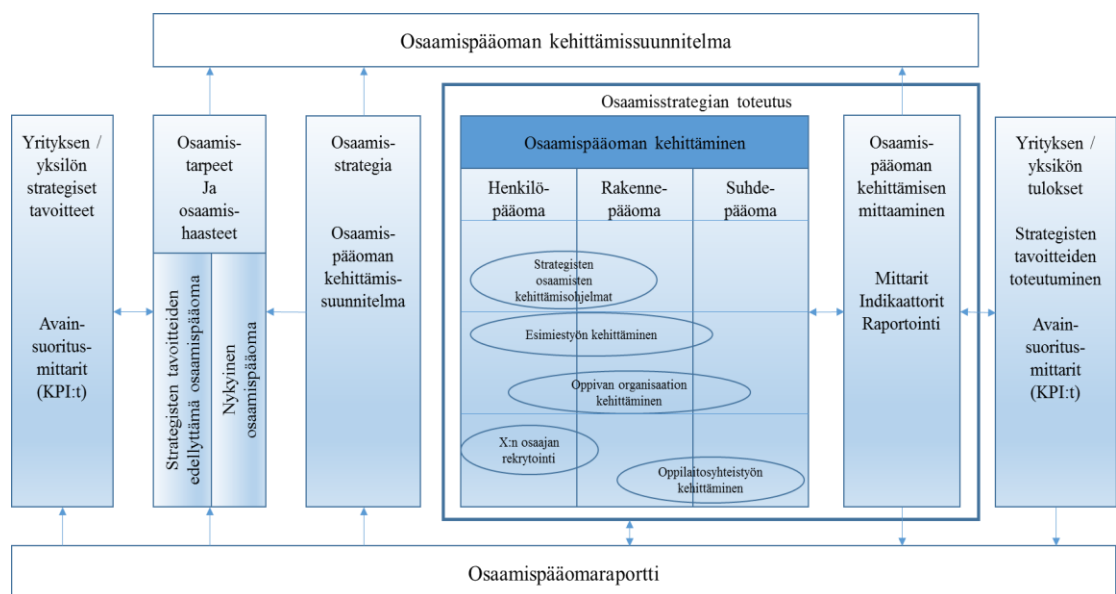 Osaamispääoman kehittämissuunnitelma
Yrityksen /
yksilön
strategiset
tavoitteet
Avain-
suoritus-
mittarit
(KPI:t)
Osaamis-
tarpeet
Ja
osaamis-
haasteet
Strategisten tavoitteiden
edellyttämä osaamispääoma
Nykyinen
osaamispääoma
Osaamis-
strategia
Osaamis-
pääoman
kehittämis-
suunnitelma
Osaamisstrategian toteutus
Osaamispääoman kehittäminen
Henkilö-
pääoma
Rakenne-
pääoma
Suhde-
pääoma
Strategisten
osaamisten
kehittämisohjelmat
Esimiestyön kehittäminen
Oppivan organisaation
kehittäminen
X:n osaajan
rekrytointi
Oppilaitosyhteistyön
kehittäminen
Osaamis-
pääoman
kehittämisen
mittaaminen
Mittarit
Indikaattorit
Raportointi
Yrityksen /
yksikön
tulokset
Strategisten
tavoitteiden
toteutuminen
Avain-
suoritus-
mittarit
(KPI:t)
Osaamispääomaraportti